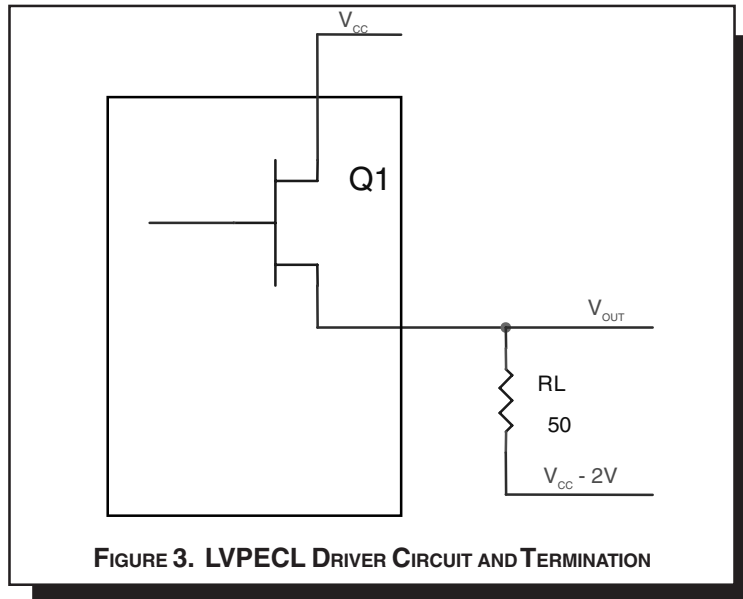 V_CC
Q1
V_OUT
RL
50
V_CC - 2V
FIGURE 3. LVPECL DRIVER CIRCUIT AND TERMINATION